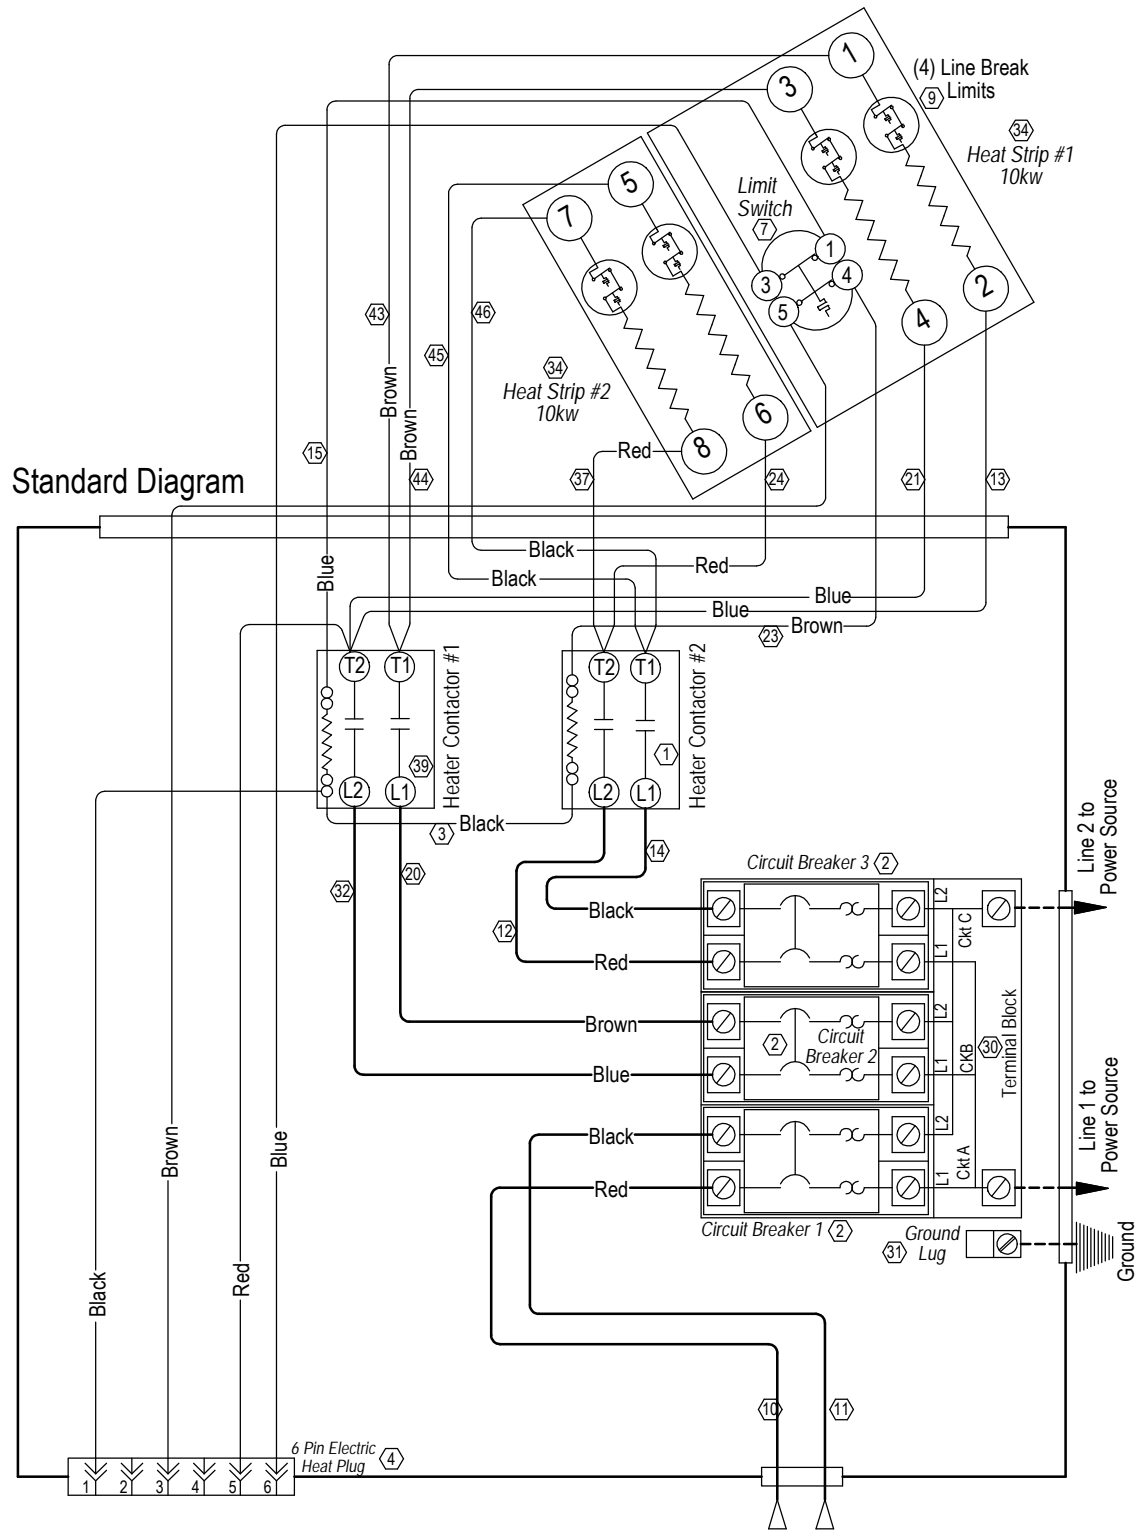 Standard Diagram
1
3
(4) Line Break
Limits
9
34
Heat Strip #1
10kw
5
7
Limit
Switch
7
1
4
3
5
2
4
43
46
45
34
Heat Strip #2
10kw
6
8
Brown
Brown
15
44
Red
37
24
21
13
Blue
Black
Black
Red
Blue
Blue
23
Brown
T2
T1
39
L2
L1
Heater Contactor #1
T2
T1
1
L2
L1
Heater Contactor #2
3
Black
14
32
20
12
Circuit Breaker 3
2
Black
Red
L2
L1
Ckt C
Line 2 to
Power Source
Brown
Blue
2
Circuit
Breaker 2
L2
L1
CKB
30
Terminal Block
Black
Red
L2
L1
Ckt A
Line 1 to
Power Source
Circuit Breaker 1
2
31
Ground
Lug
Ground
Black
Brown
Red
Blue
10
11
6 Pin Electric
Heat Plug
4
1
2
3
4
5
6